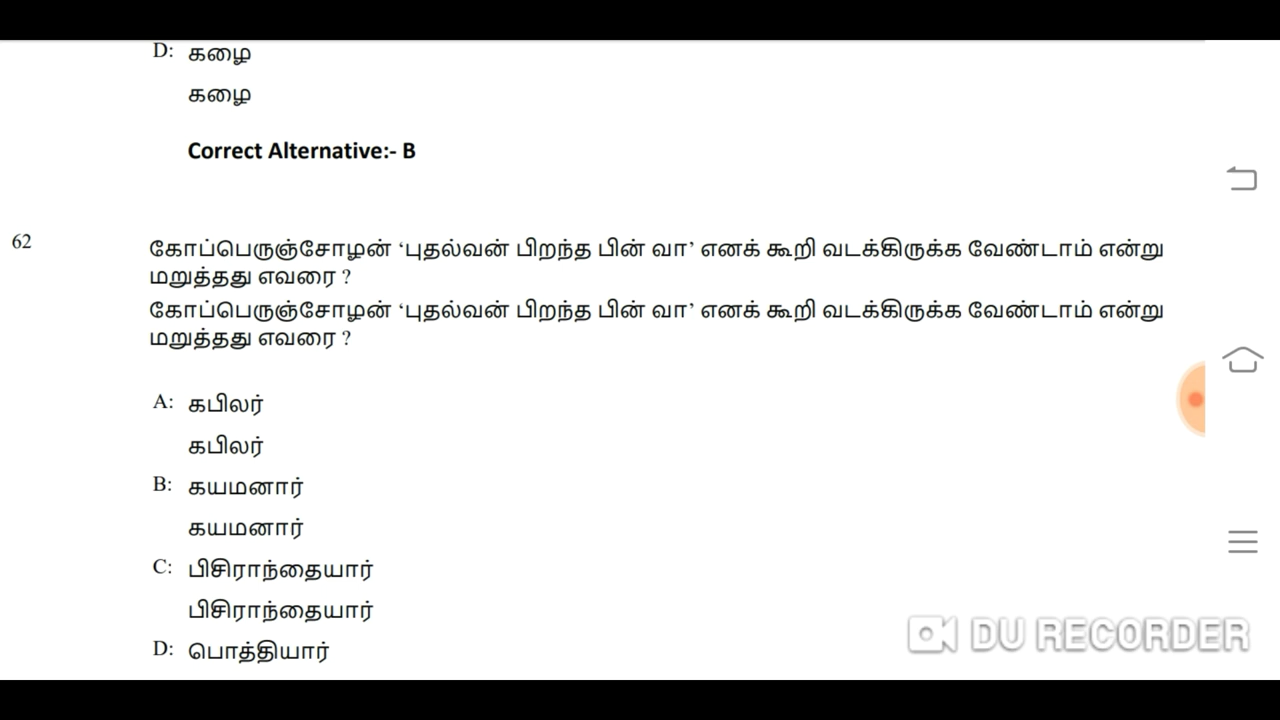 D: கழை
கழை
Correct Alternative:- B
62
கோப்பெருஞ்சோழன் ‘புதல்வன் பிறந்த பின் வா’ எனக் கூறி வடக்கிருக்க வேண்டாம் என்று
மறுத்தது எவரை ?
கோப்பெருஞ்சோழன் ‘புதல்வன் பிறந்த பின் வா’ எனக் கூறி வடக்கிருக்க வேண்டாம் என்று
மறுத்தது எவரை ?
A: கபிலர்
கபிலர்
B: கயமனார்
கயமனார்
C: பிசிராந்தையார்
பிசிராந்தையார்
D: பொத்தியார்
DU RECORDER